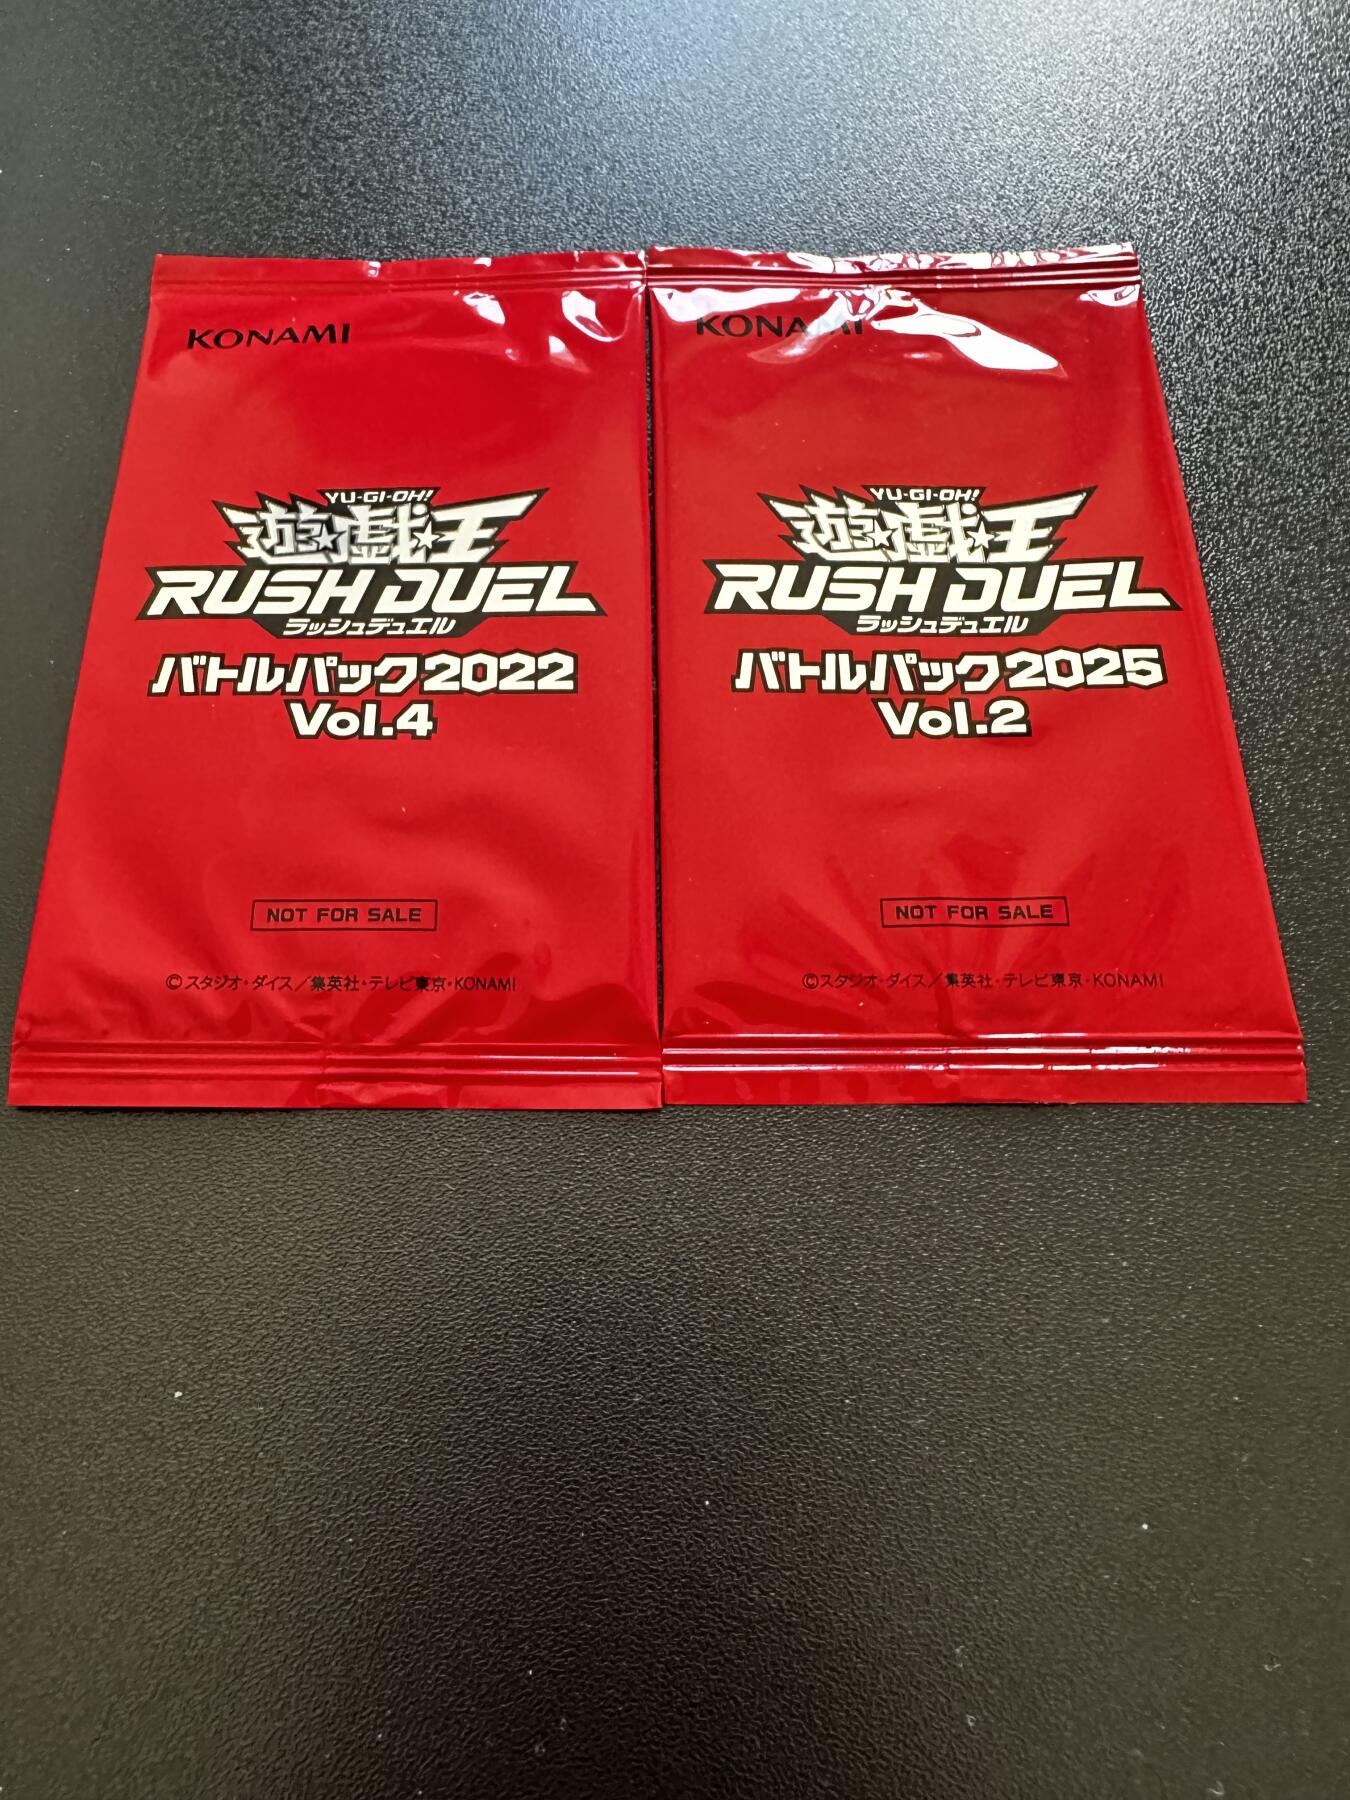 KONAMI
YU-GI-OH!
遊☆戯☆王
RUSH DUEL
ラッシュデュエル
バトルパック2022
Vol.4
NOT FOR SALE
©スタジオ・ダイス/集英社・テレビ東京・KONAMI
KONAMI
YU-GI-OH!
遊☆戯☆王
RUSH DUEL
ラッシュデュエル
バトルパック2025
Vol.2
NOT FOR SALE
©スタジオ・ダイス/集英社・テレビ東京・KONAMI